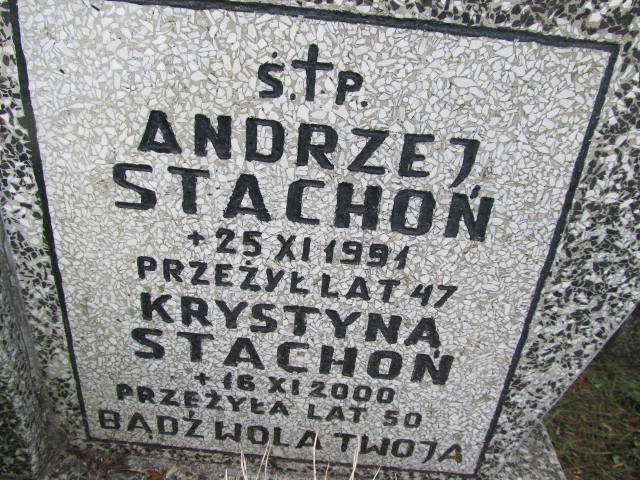 Ś.†P.
ANDRZEJ
STACHOŃ
+ 25 XI 1991
PRZEŻYŁ LAT 47
KRYSTYNA
STACHOŃ
+ 16 XI 2000
PRZEŻYŁA LAT 50
BĄDŹ WOLA TWOJA